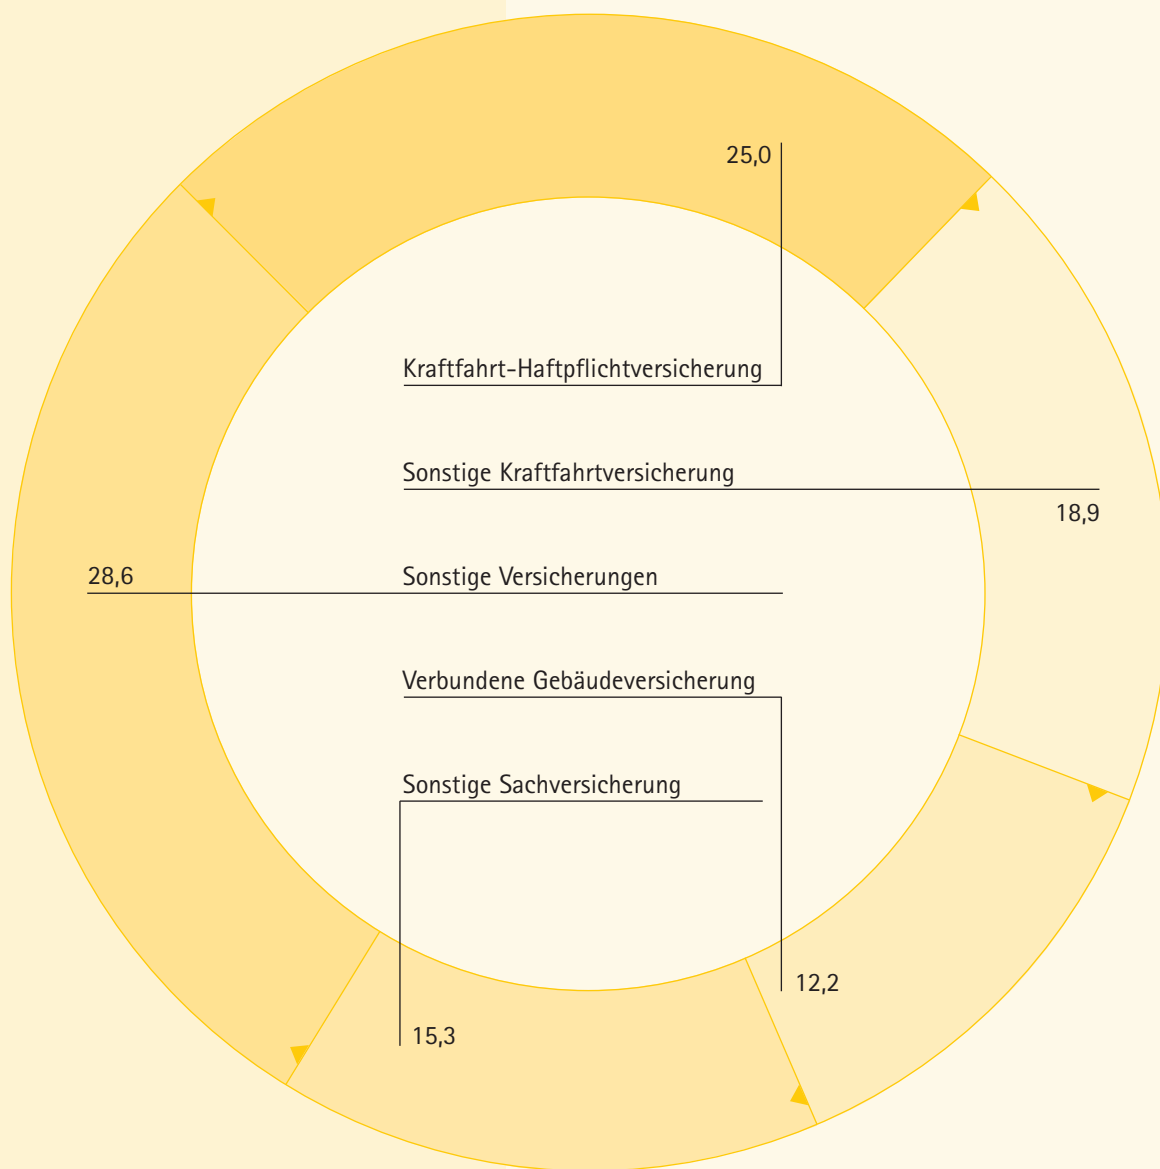 25,0
Kraftfahrt-Haftpflichtversicherung
Sonstige Kraftfahrtversicherung
18,9
28,6
Sonstige Versicherungen
Verbundene Gebäudeversicherung
Sonstige Sachversicherung
12,2
15,3